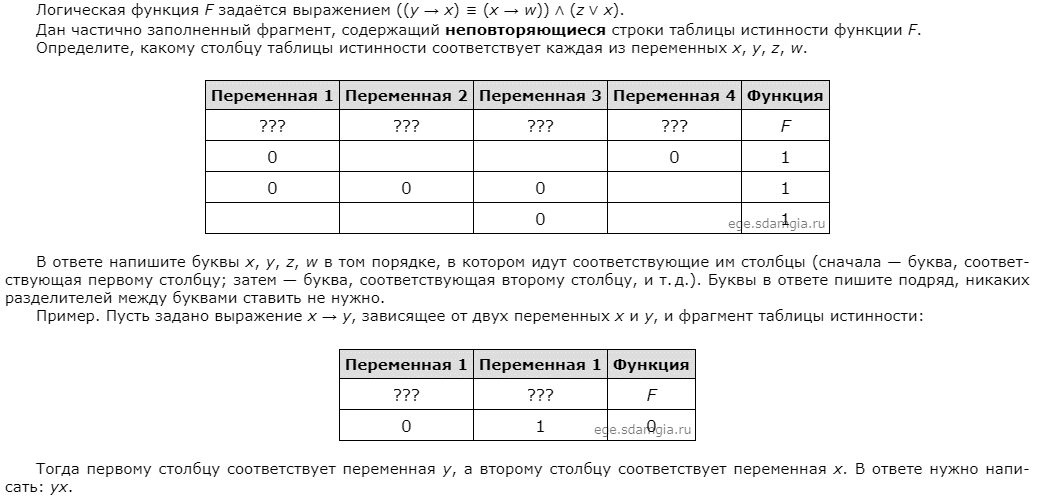 Логическая функция F задаётся выражением ((y → x) ≡ (x → w)) ∧ (z ∨ x).
Дан частично заполненный фрагмент, содержащий неповторяющиеся строки таблицы истинности функции F.
Определите, какому столбцу таблицы истинности соответствует каждая из переменных x, y, z, w.
Переменная 1 Переменная 2 Переменная 3 Переменная 4 Функция
??? ??? ??? ??? F
0 0 1
0 0 0 1
0 1
ege.sdamgia.ru
В ответе напишите буквы x, y, z, w в том порядке, в котором идут соответствующие им столбцы (сначала — буква, соответ-
ствующая первому столбцу; затем — буква, соответствующая второму столбцу, и т. д.). Буквы в ответе пишите подряд, никаких
разделителей между буквами ставить не нужно.
Пример. Пусть задано выражение x → y, зависящее от двух переменных x и y, и фрагмент таблицы истинности:
Переменная 1 Переменная 1 Функция
??? ??? F
0 1 0
ege.sdamgia.ru
Тогда первому столбцу соответствует переменная y, а второму столбцу соответствует переменная x. В ответе нужно напи-
сать: yx.